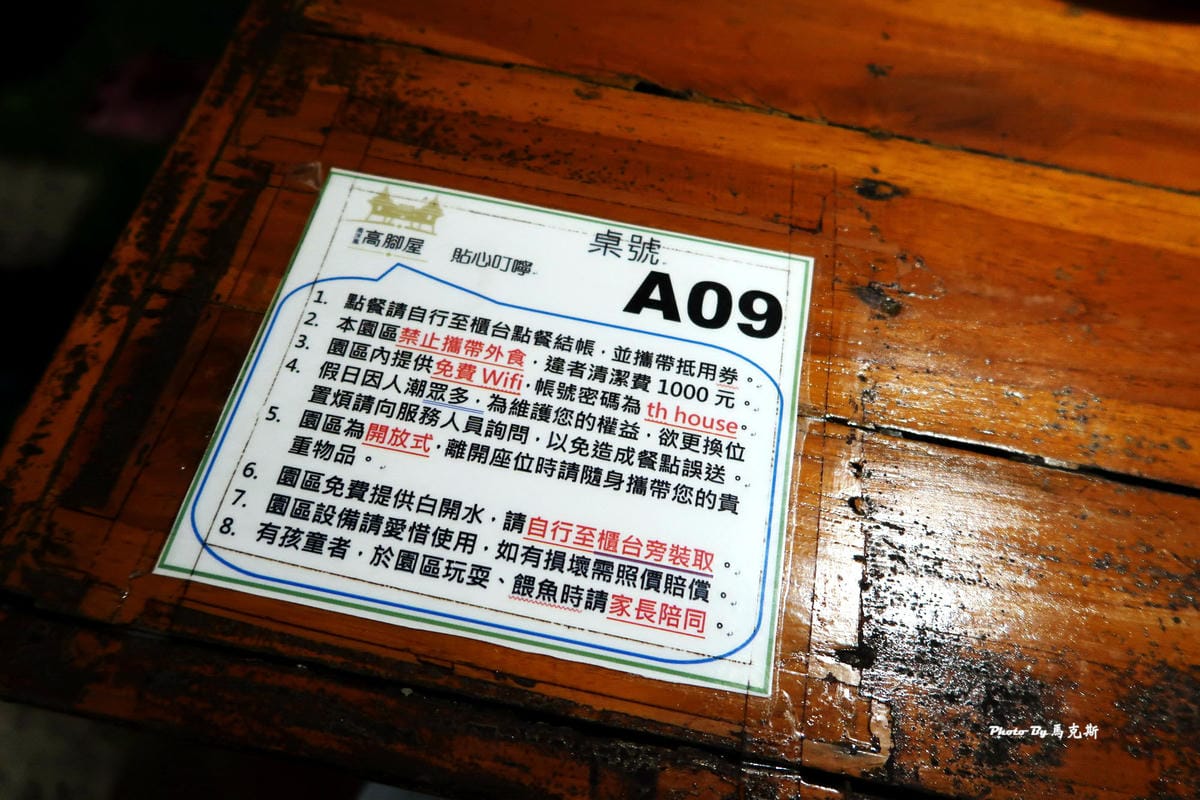 高腳屋
貼心叮嚀
桌號
A09
1. 點餐請自行至櫃台點餐結帳，並攜帶抵用券。
2. 本園區禁止攜帶外食，違者清潔費 1000 元。
3. 園區內提供免費 Wifi，帳號密碼為 th house。
4. 假日因人潮眾多，為維護您的權益，欲更換位
置煩請向服務人員詢問，以免造成餐點誤送。
5. 園區為開放式，離開座位時請隨身攜帶您的貴
重物品。
6. 園區免費提供白開水，請自行至櫃台旁裝取。
7. 園區設備請愛惜使用，如有損壞需照價賠償。
8. 有孩童者，於園區玩耍、餵魚時請家長陪同。
Photo By 馬克斯